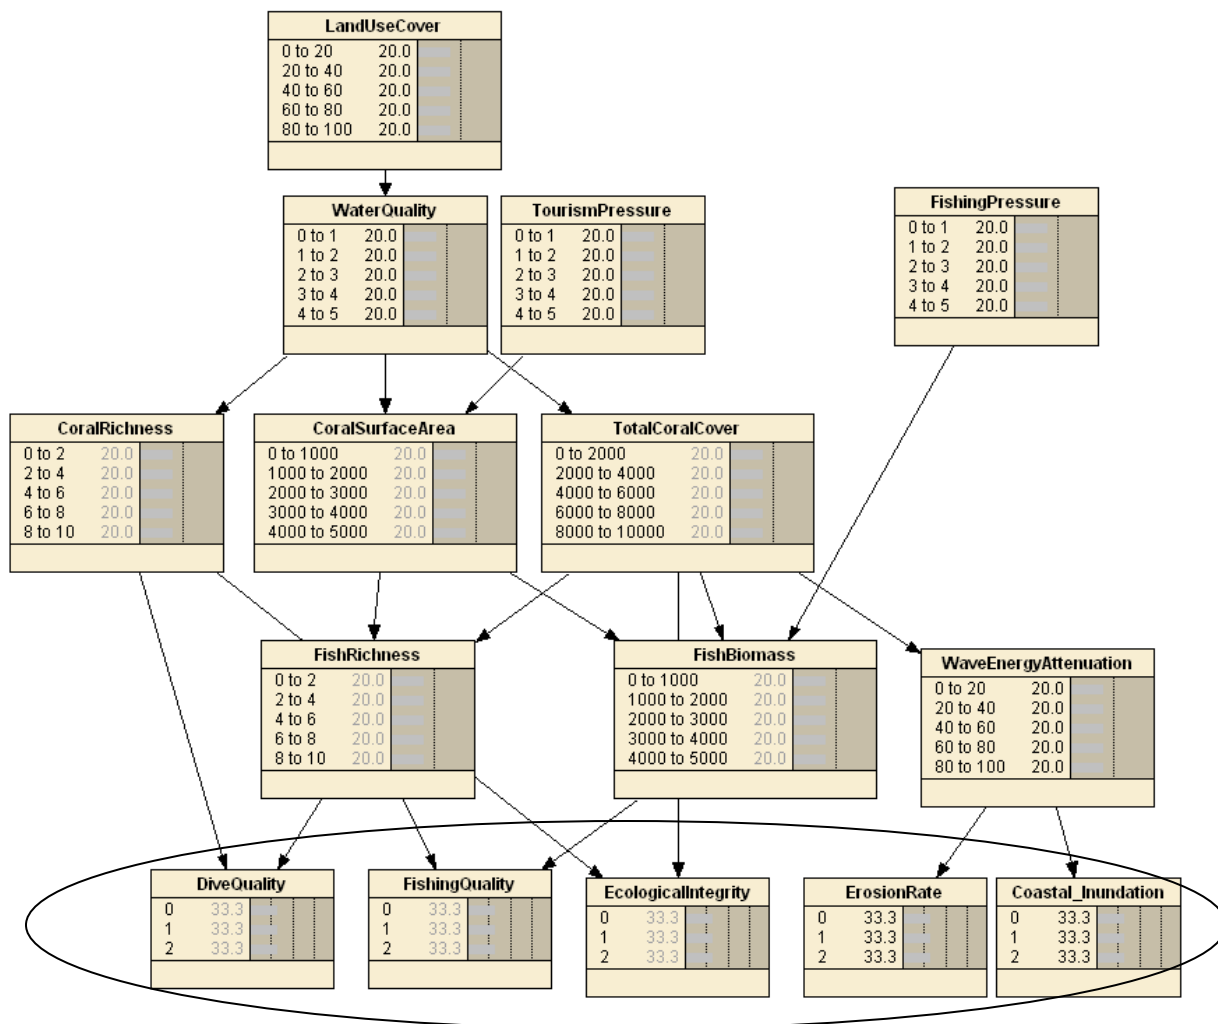 LandUseCover
0 to 20 20.0
20 to 40 20.0
40 to 60 20.0
60 to 80 20.0
80 to 100 20.0
WaterQuality
0 to 1 20.0
1 to 2 20.0
2 to 3 20.0
3 to 4 20.0
4 to 5 20.0
TourismPressure
0 to 1 20.0
1 to 2 20.0
2 to 3 20.0
3 to 4 20.0
4 to 5 20.0
FishingPressure
0 to 1 20.0
1 to 2 20.0
2 to 3 20.0
3 to 4 20.0
4 to 5 20.0
CoralRichness
0 to 2 20.0
2 to 4 20.0
4 to 6 20.0
6 to 8 20.0
8 to 10 20.0
CoralSurfaceArea
0 to 1000 20.0
1000 to 2000 20.0
2000 to 3000 20.0
3000 to 4000 20.0
4000 to 5000 20.0
TotalCoralCover
0 to 2000 20.0
2000 to 4000 20.0
4000 to 6000 20.0
6000 to 8000 20.0
8000 to 10000 20.0
FishRichness
0 to 2 20.0
2 to 4 20.0
4 to 6 20.0
6 to 8 20.0
8 to 10 20.0
FishBiomass
0 to 1000 20.0
1000 to 2000 20.0
2000 to 3000 20.0
3000 to 4000 20.0
4000 to 5000 20.0
WaveEnergyAttenuation
0 to 20 20.0
20 to 40 20.0
40 to 60 20.0
60 to 80 20.0
80 to 100 20.0
DiveQuality
0 33.3
1 33.3
2 33.3
FishingQuality
0 33.3
1 33.3
2 33.3
EcologicalIntegrity
0 33.3
1 33.3
2 33.3
ErosionRate
0 33.3
1 33.3
2 33.3
Coastal_Inundation
0 33.3
1 33.3
2 33.3